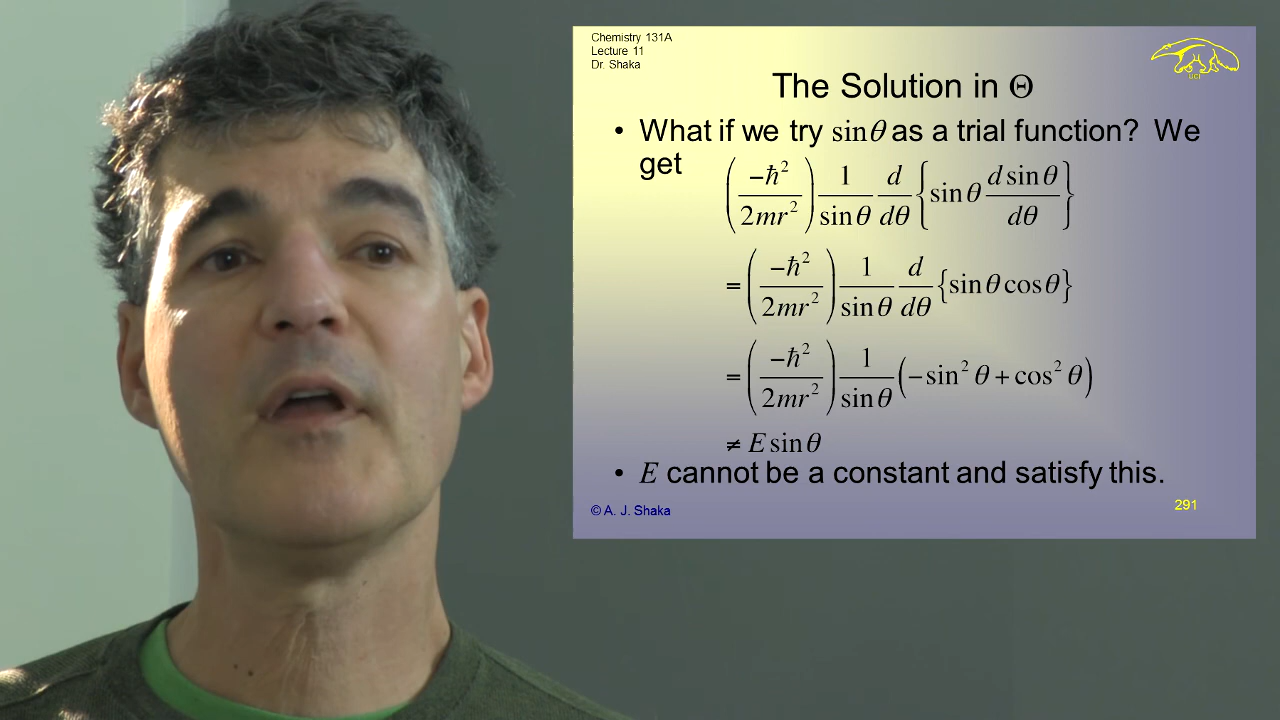 Chemistry 131A
Lecture 11
Dr. Shaka
UCI
The Solution in Θ
• What if we try sinθ as a trial function? We
get (−ħ²/2mr²) 1/sinθ d/dθ {sinθ d sinθ/dθ}
= (−ħ²/2mr²) 1/sinθ d/dθ {sinθ cosθ}
= (−ħ²/2mr²) 1/sinθ (−sin²θ + cos²θ)
≠ E sinθ
• E cannot be a constant and satisfy this.
© A. J. Shaka
291